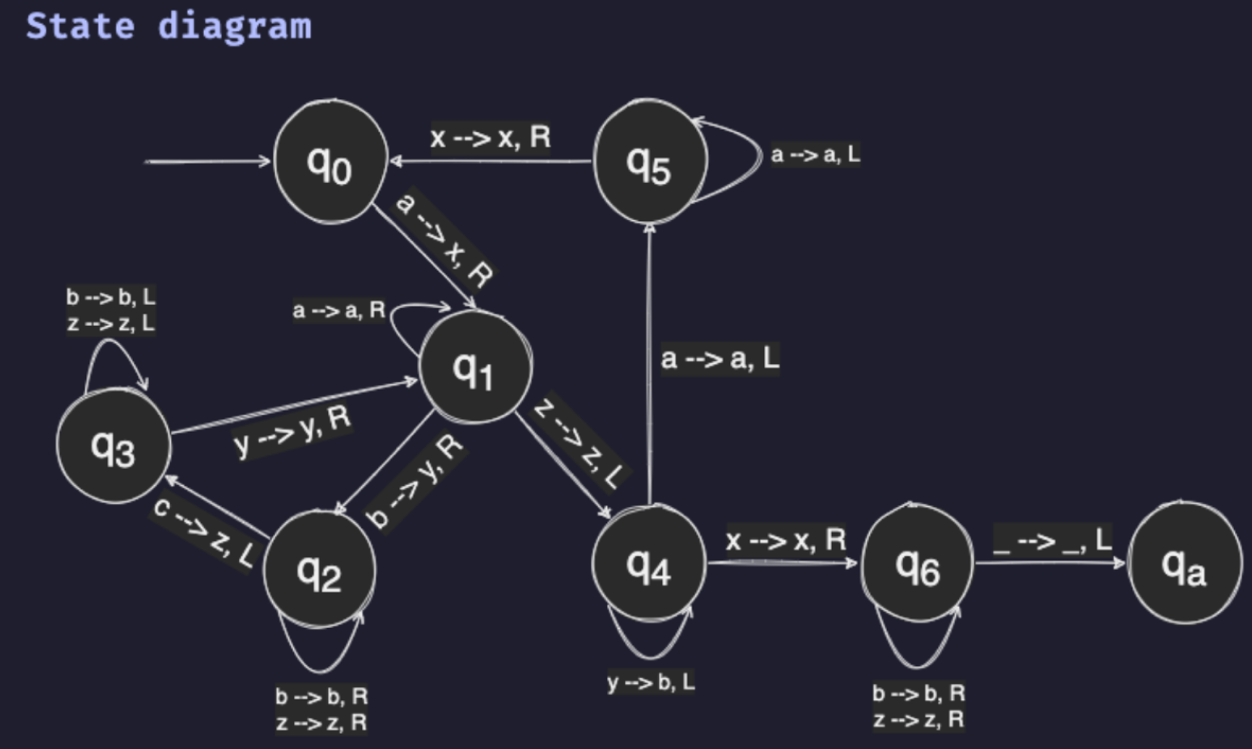 State diagram
x --> x, R
q0
q5
a --> a, L
a --> x, R
b --> b, L
z --> z, L
a --> a, R
q1
a --> a, L
q3
y --> y, R
z --> z, L
b --> y, R
c --> z, L
q2
q4
x --> x, R
q6
_ --> _, L
qa
b --> b, R
z --> z, R
y --> b, L
b --> b, R
z --> z, R